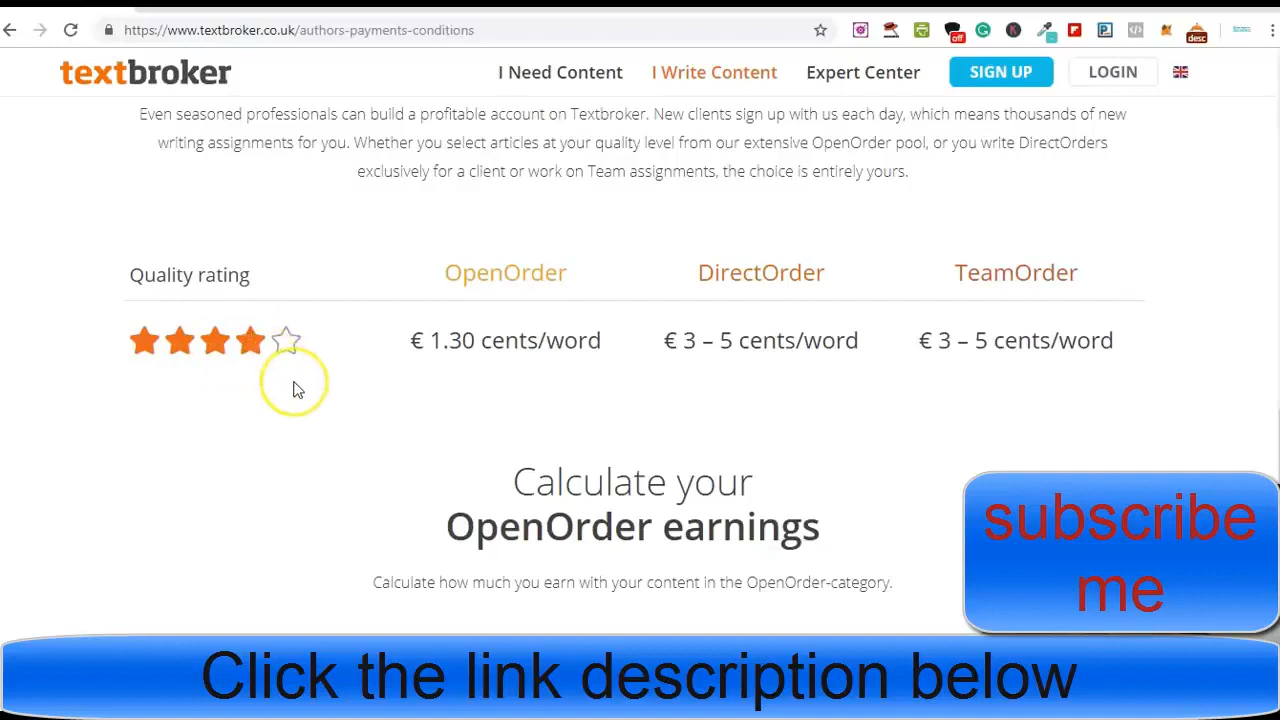 https://www.textbroker.co.uk/authors-payments-conditions
off
desc
textbroker
I Need Content
I Write Content
Expert Center
SIGN UP
LOGIN
Even seasoned professionals can build a profitable account on Textbroker. New clients sign up with us each day, which means thousands of new
writing assignments for you. Whether you select articles at your quality level from our extensive OpenOrder pool, or you write DirectOrders
exclusively for a client or work on Team assignments, the choice is entirely yours.
Quality rating
OpenOrder
DirectOrder
TeamOrder
€ 1.30 cents/word
€ 3 – 5 cents/word
€ 3 – 5 cents/word
Calculate your
OpenOrder earnings
Calculate how much you earn with your content in the OpenOrder-category.
subscribe
me
Click the link description below